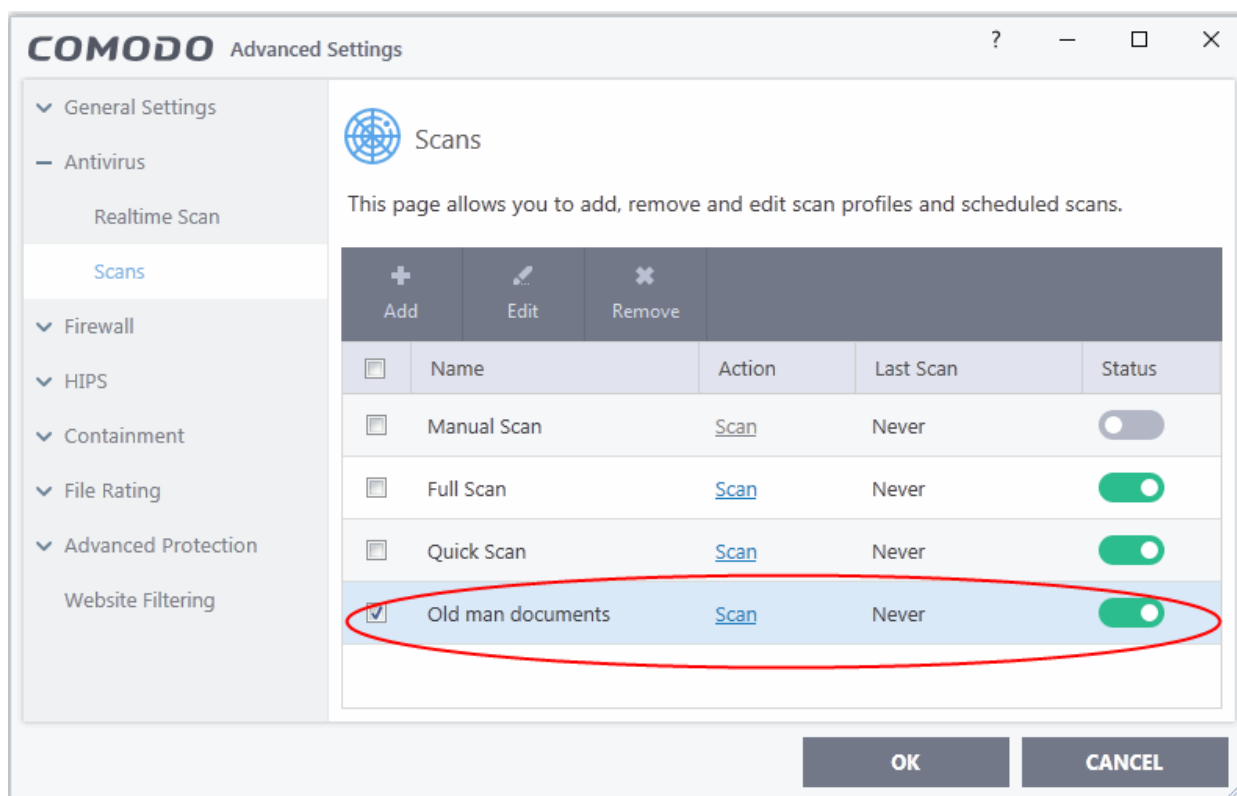 COMODO Advanced Settings ?
General Settings
Antivirus
Realtime Scan
Scans
Firewall
HIPS
Containment
File Rating
Advanced Protection
Website Filtering
Scans
This page allows you to add, remove and edit scan profiles and scheduled scans.
Add Edit Remove
Name Action Last Scan Status
Manual Scan Scan Never
Full Scan Scan Never
Quick Scan Scan Never
Old man documents Scan Never
OK CANCEL